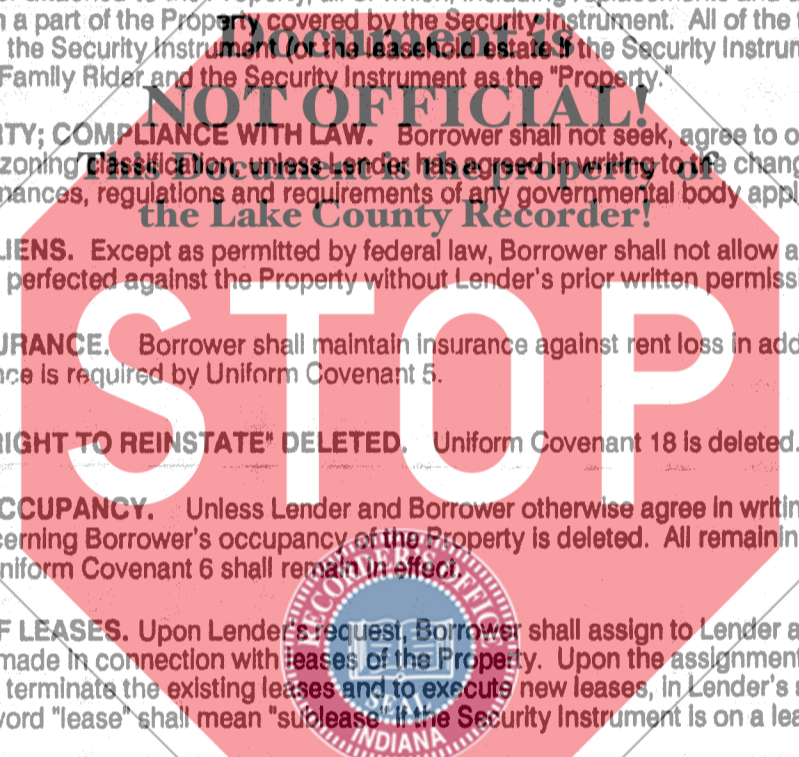 n a part of the Property covered by the Security Instrument. All of the
Document is
the Security Instrument (or the leasehold estate if the Security Instrum
Family Rider and the Security Instrument as the "Property."
NOT OFFICIAL!
TY; COMPLIANCE WITH LAW. Borrower shall not seek, agree to o
zoning classification, unless Lender has agreed in writing to the chang
This Document is the property of
nances, regulations and requirements of any governmental body appl
the Lake County Recorder!
LIENS. Except as permitted by federal law, Borrower shall not allow a
perfected against the Property without Lender's prior written permissi
STOP
URANCE. Borrower shall maintain insurance against rent loss in add
nce is required by Uniform Covenant 5.
RIGHT TO REINSTATE" DELETED. Uniform Covenant 18 is deleted.
CCUPANCY. Unless Lender and Borrower otherwise agree in writin
cerning Borrower's occupancy of the Property is deleted. All remainin
niform Covenant 6 shall remain in effect.
RECORDER'S OFFICE
F LEASES. Upon Lender's request, Borrower shall assign to Lender a
made in connection with leases of the Property. Upon the assignment
terminate the existing leases and to execute new leases, in Lender's
SEAL
word "lease" shall mean "sublease" if the Security Instrument is on a lea
INDIANA